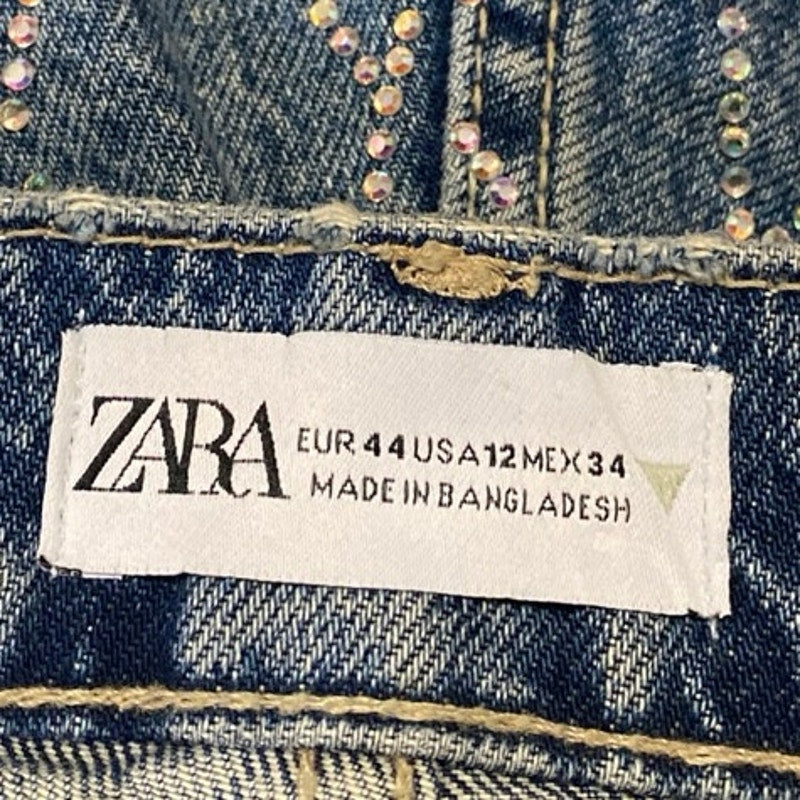 ZARA
EUR 44 USA 12 MEX 34
MADE IN BANGLADESH